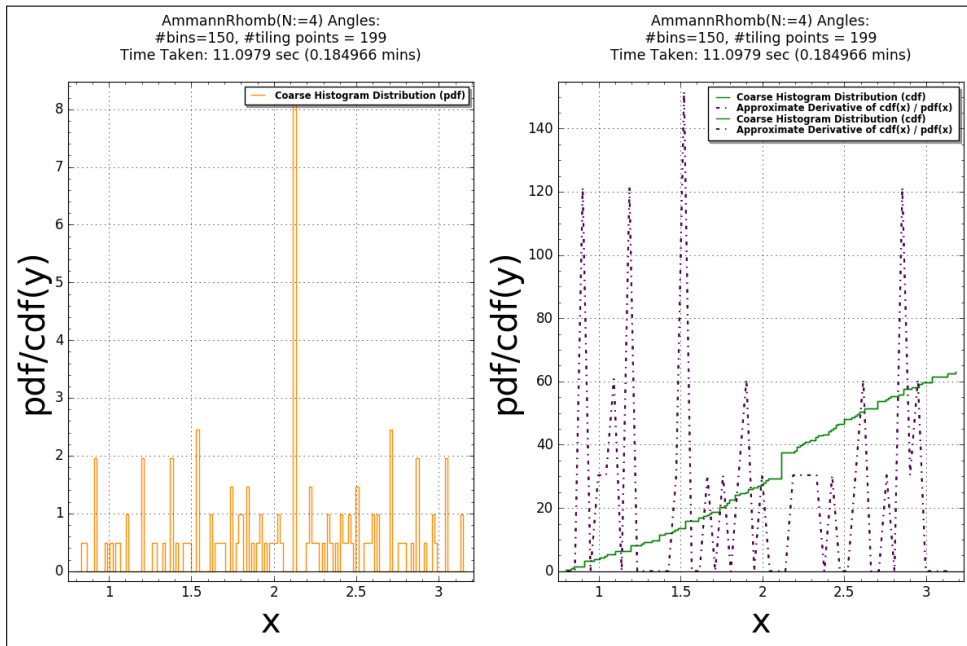 AmmannRhomb(N:=4) Angles:
#bins=150, #tiling points = 199
Time Taken: 11.0979 sec (0.184966 mins)
Coarse Histogram Distribution (pdf)
8
7
6
5
4
3
2
1
0
pdf/cdf(y)
1
1.5
2
2.5
3
x
AmmannRhomb(N:=4) Angles:
#bins=150, #tiling points = 199
Time Taken: 11.0979 sec (0.184966 mins)
Coarse Histogram Distribution (cdf)
Approximate Derivative of cdf(x) / pdf(x)
Coarse Histogram Distribution (cdf)
Approximate Derivative of cdf(x) / pdf(x)
140
120
100
80
60
40
20
0
pdf/cdf(y)
1
1.5
2
2.5
3
x